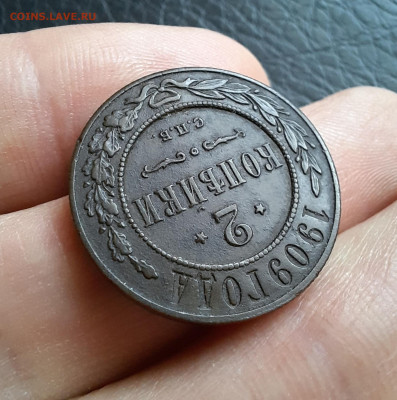 COINS.LAVE.RU
1909 ГОДА
2
КОПѢЙКИ
С.П.Б.